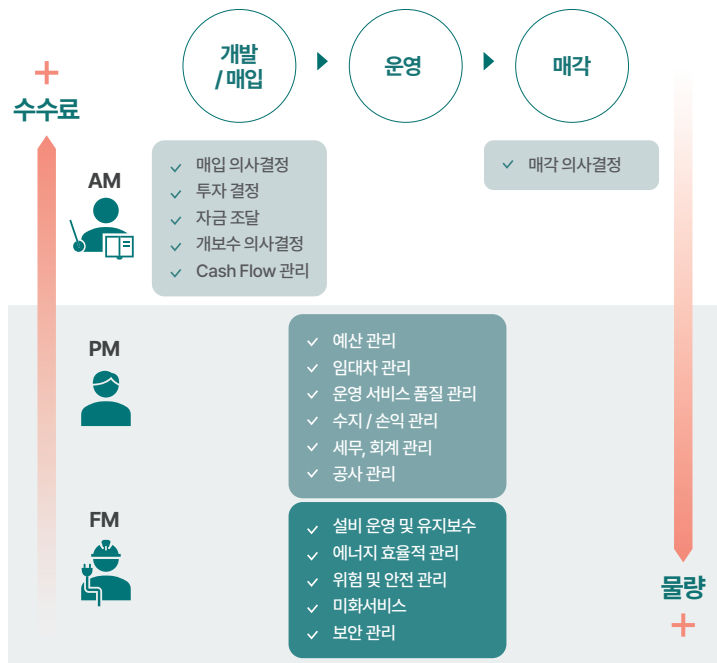 개발
/ 매입
운영
매각
+
수수료
AM
매입 의사결정
투자 결정
자금 조달
개보수 의사결정
Cash Flow 관리
매각 의사결정
PM
예산 관리
임대차 관리
운영 서비스 품질 관리
수지 / 손익 관리
세무, 회계 관리
공사 관리
FM
설비 운영 및 유지보수
에너지 효율적 관리
위험 및 안전 관리
미화서비스
보안 관리
물량
+